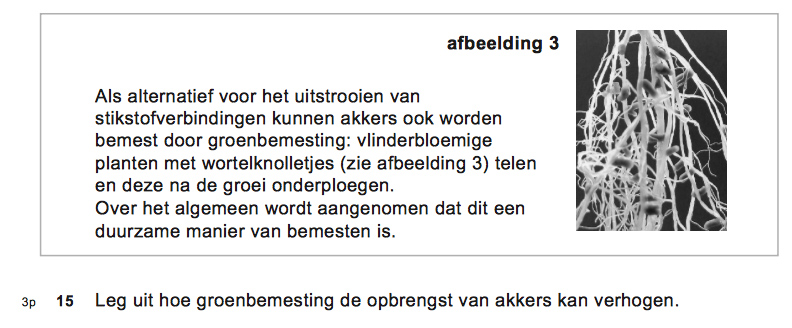 afbeelding 3
Als alternatief voor het uitstrooien van
stikstofverbindingen kunnen akkers ook worden
bemest door groenbemesting: vlinderbloemige
planten met wortelknolletjes (zie afbeelding 3) telen
en deze na de groei onderploegen.
Over het algemeen wordt aangenomen dat dit een
duurzame manier van bemesten is.
3p 15 Leg uit hoe groenbemesting de opbrengst van akkers kan verhogen.